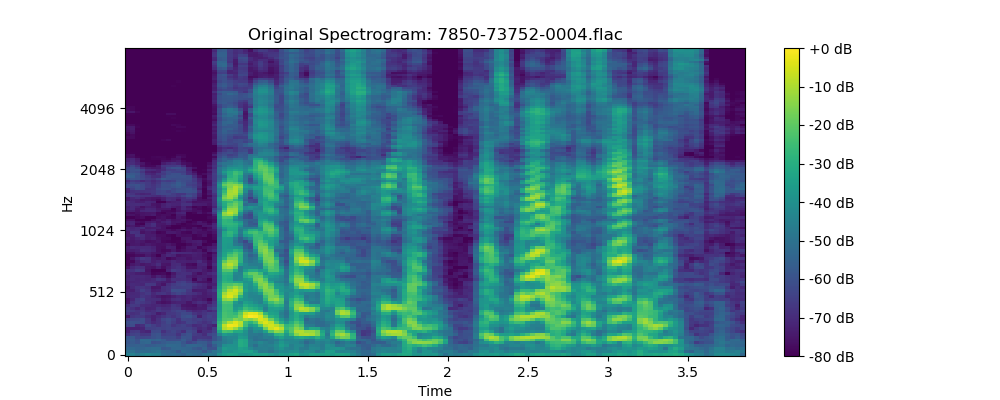 Original Spectrogram: 7850-73752-0004.flac
+0 dB
-10 dB
-20 dB
-30 dB
-40 dB
-50 dB
-60 dB
-70 dB
-80 dB
4096
2048
1024
512
0
Hz
0 0.5 1 1.5 2 2.5 3 3.5
Time